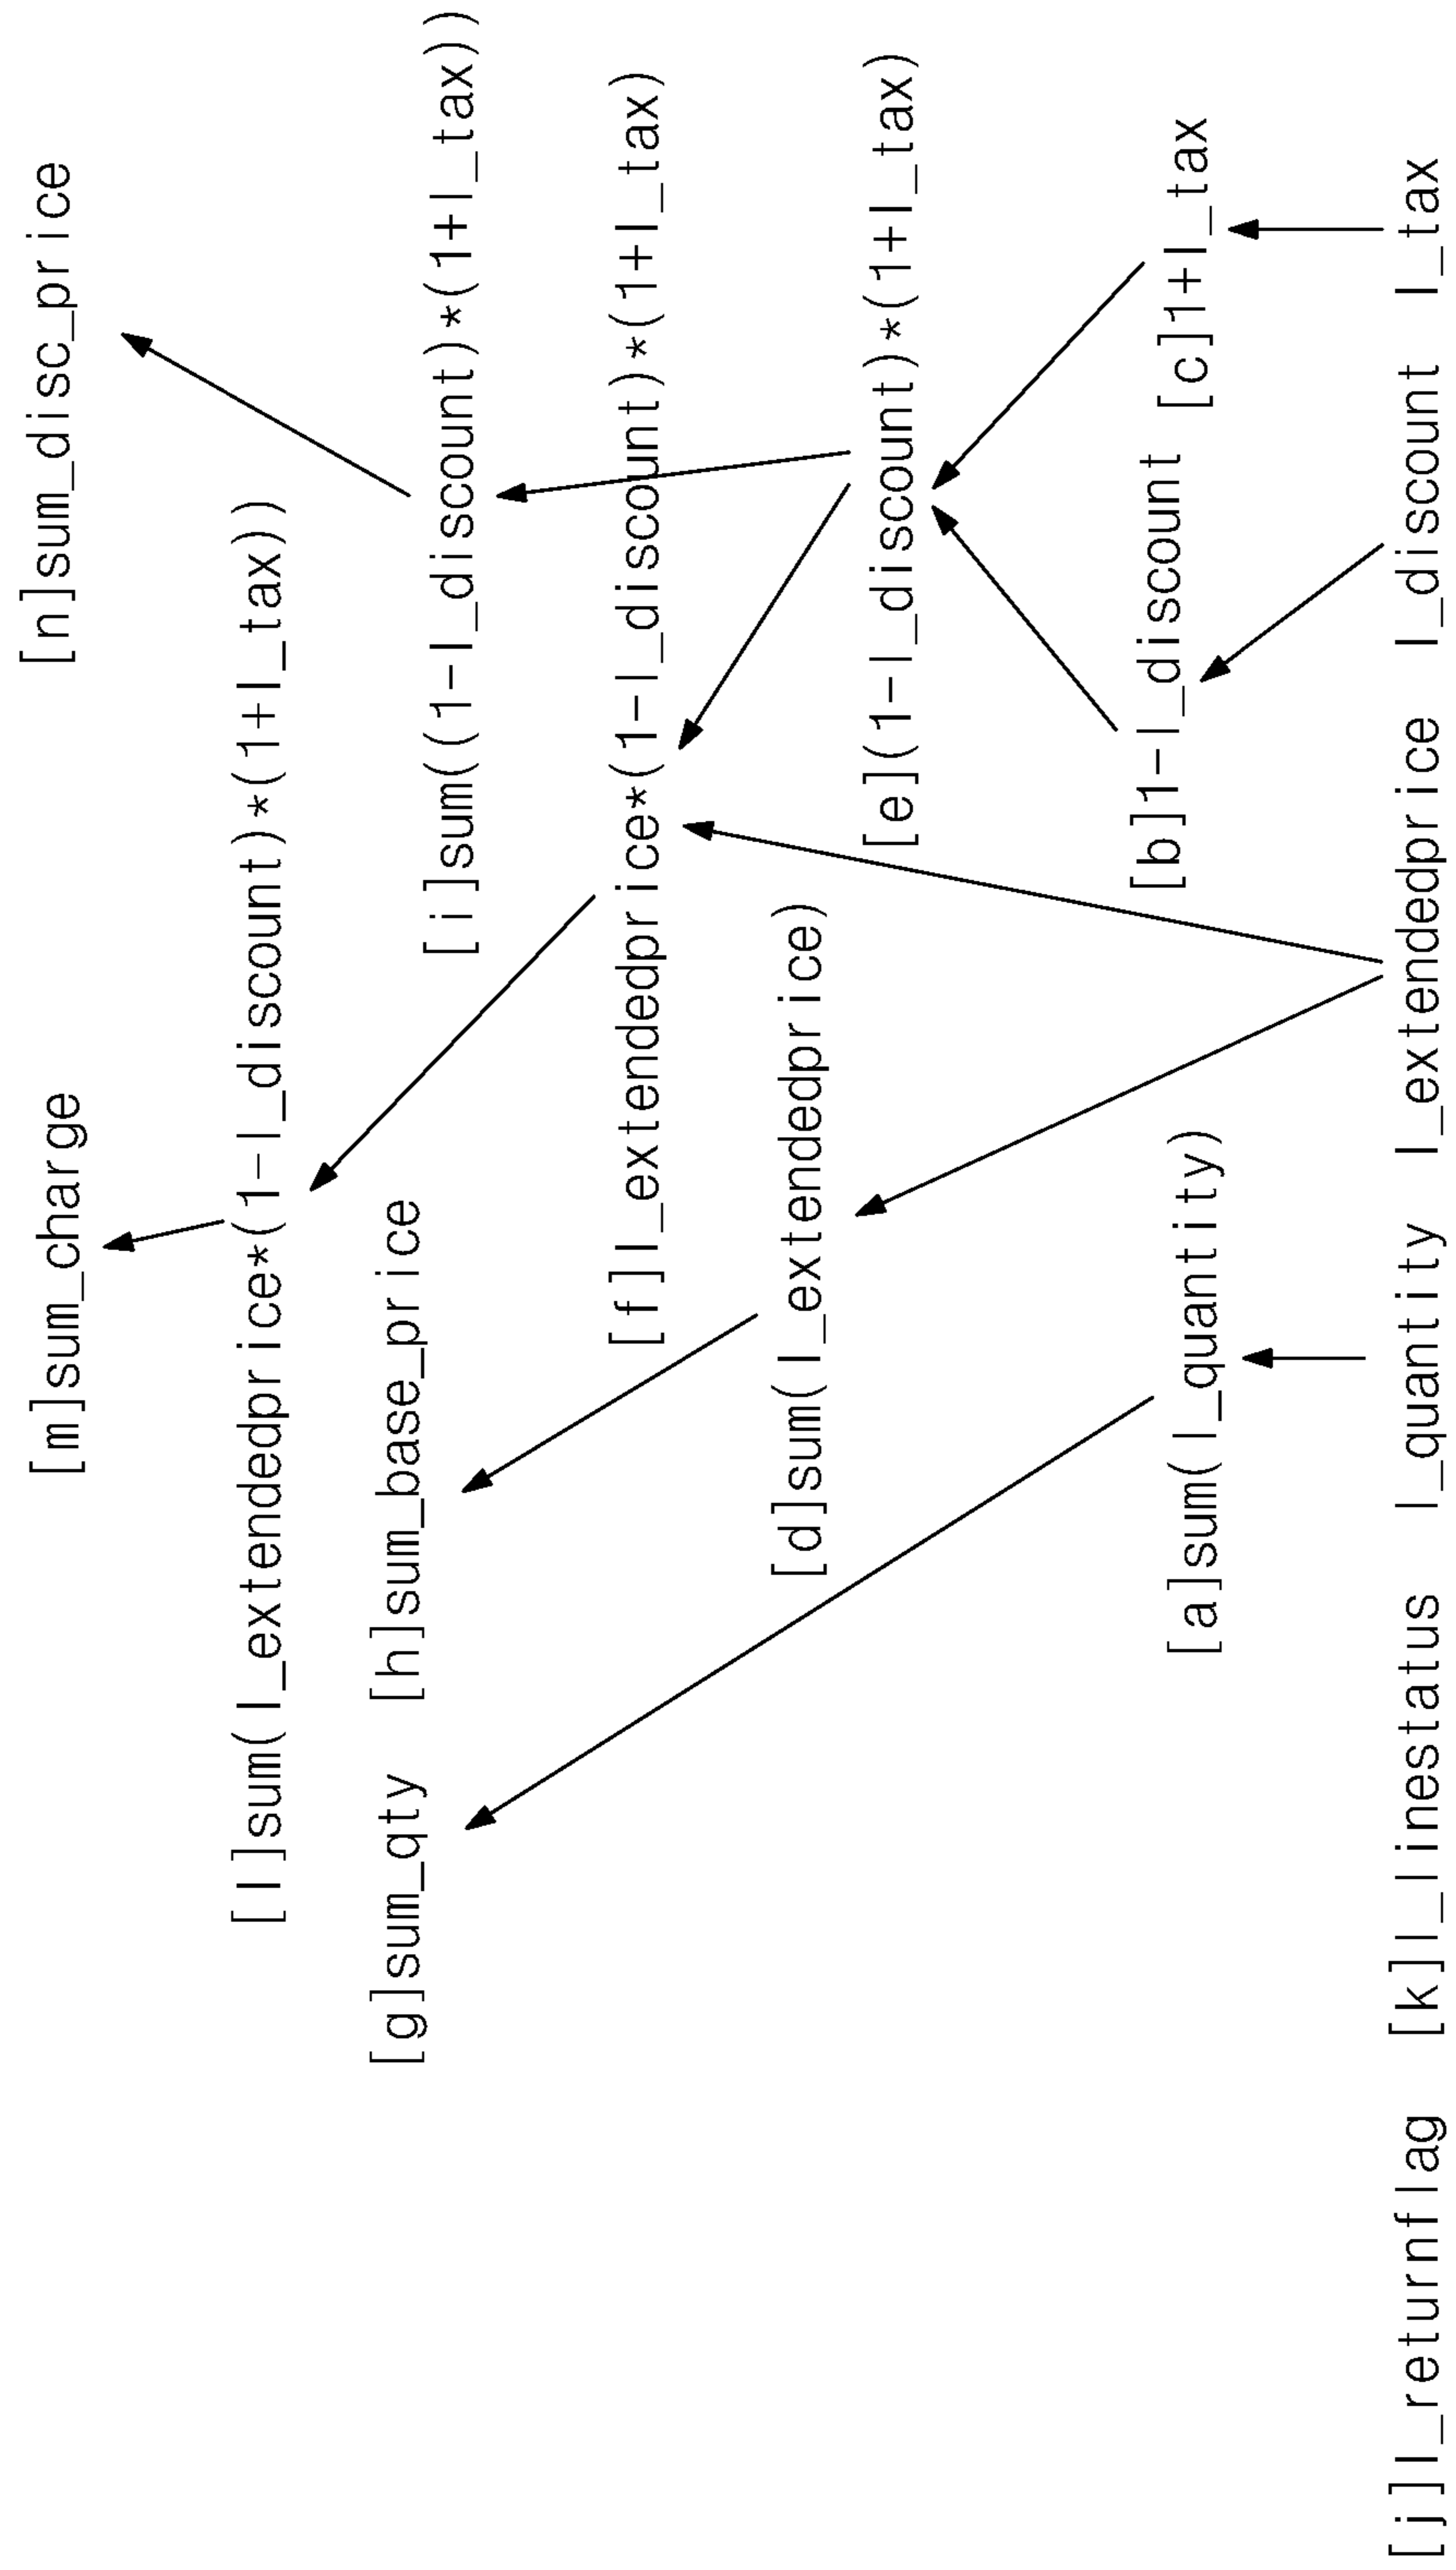 [m]sum_charge
[n]sum_disc_price
[l]sum(l_extendedprice*(1-l_discount)*(1+l_tax))
[g]sum_qty
[h]sum_base_price
[i]sum((1-l_discount)*(1+l_tax))
[f]l_extendedprice*(1-l_discount)*(1+l_tax)
[d]sum(l_extendedprice)
[e](1-l_discount)*(1+l_tax)
[a]sum(l_quantity)
[b]1-l_discount
[c]1+l_tax
[j]l_returnflag
[k]l_linestatus
l_quantity
l_extendedprice
l_discount
l_tax